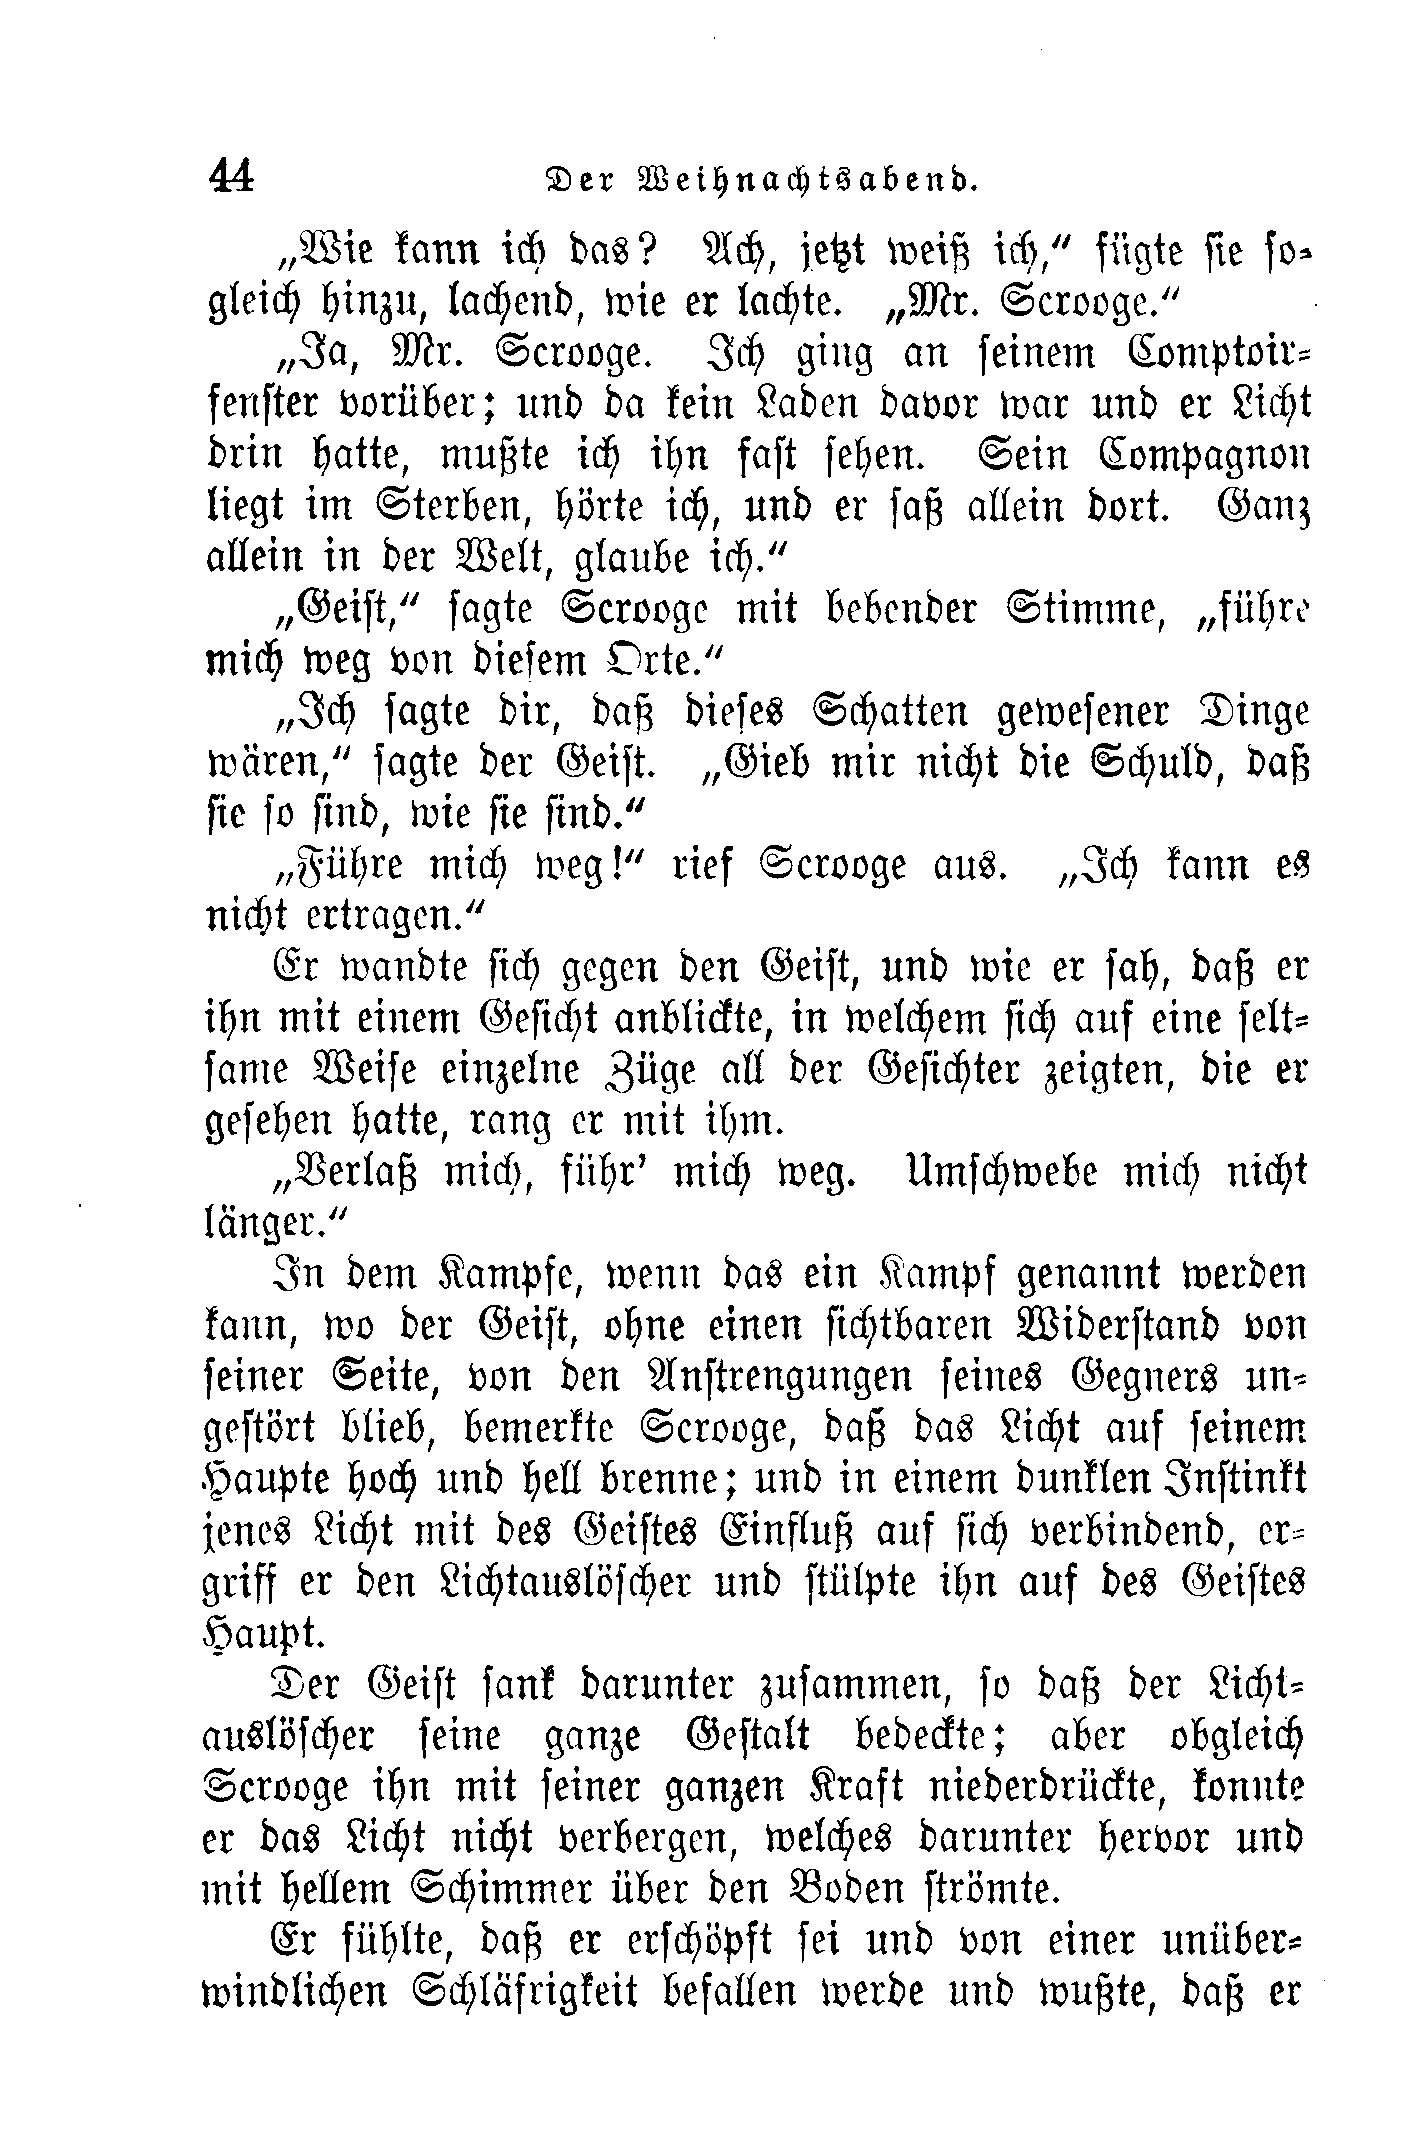 44 Der Weihnachtsabend.
„Wie kann ich das? Ach, jetzt weiß ich,“ fügte sie so-
gleich hinzu, lachend, wie er lachte. „Mr. Scrooge.“
„Ja, Mr. Scrooge. Ich ging an seinem Comptoir-
fenster vorüber; und da kein Laden davor war und er Licht
drin hatte, mußte ich ihn fast sehen. Sein Compagnon
liegt im Sterben, hörte ich, und er saß allein dort. Ganz
allein in der Welt, glaube ich.“
„Geist,“ sagte Scrooge mit bebender Stimme, „führe
mich weg von diesem Orte.“
„Ich sagte dir, daß dieses Schatten gewesener Dinge
wären,“ sagte der Geist. „Gieb mir nicht die Schuld, daß
sie so sind, wie sie sind.“
„Führe mich weg!“ rief Scrooge aus. „Ich kann es
nicht ertragen.“
Er wandte sich gegen den Geist, und wie er sah, daß er
ihn mit einem Gesicht anblickte, in welchem sich auf eine selt-
same Weise einzelne Züge all der Gesichter zeigten, die er
gesehen hatte, rang er mit ihm.
„Verlaß mich, führ' mich weg. Umschwebe mich nicht
länger.“
In dem Kampfe, wenn das ein Kampf genannt werden
kann, wo der Geist, ohne einen sichtbaren Widerstand von
seiner Seite, von den Anstrengungen seines Gegners un-
gestört blieb, bemerkte Scrooge, daß das Licht auf seinem
Haupte hoch und hell brenne; und in einem dunklen Instinkt
jenes Licht mit des Geistes Einfluß auf sich verbindend, er-
griff er den Lichtauslöscher und stülpte ihn auf des Geistes
Haupt.
Der Geist sank darunter zusammen, so daß der Licht-
auslöscher seine ganze Gestalt bedeckte; aber obgleich
Scrooge ihn mit seiner ganzen Kraft niederdrückte, konnte
er das Licht nicht verbergen, welches darunter hervor und
mit hellem Schimmer über den Boden strömte.
Er fühlte, daß er erschöpft sei und von einer unüber-
windlichen Schläfrigkeit befallen werde und wußte, daß er